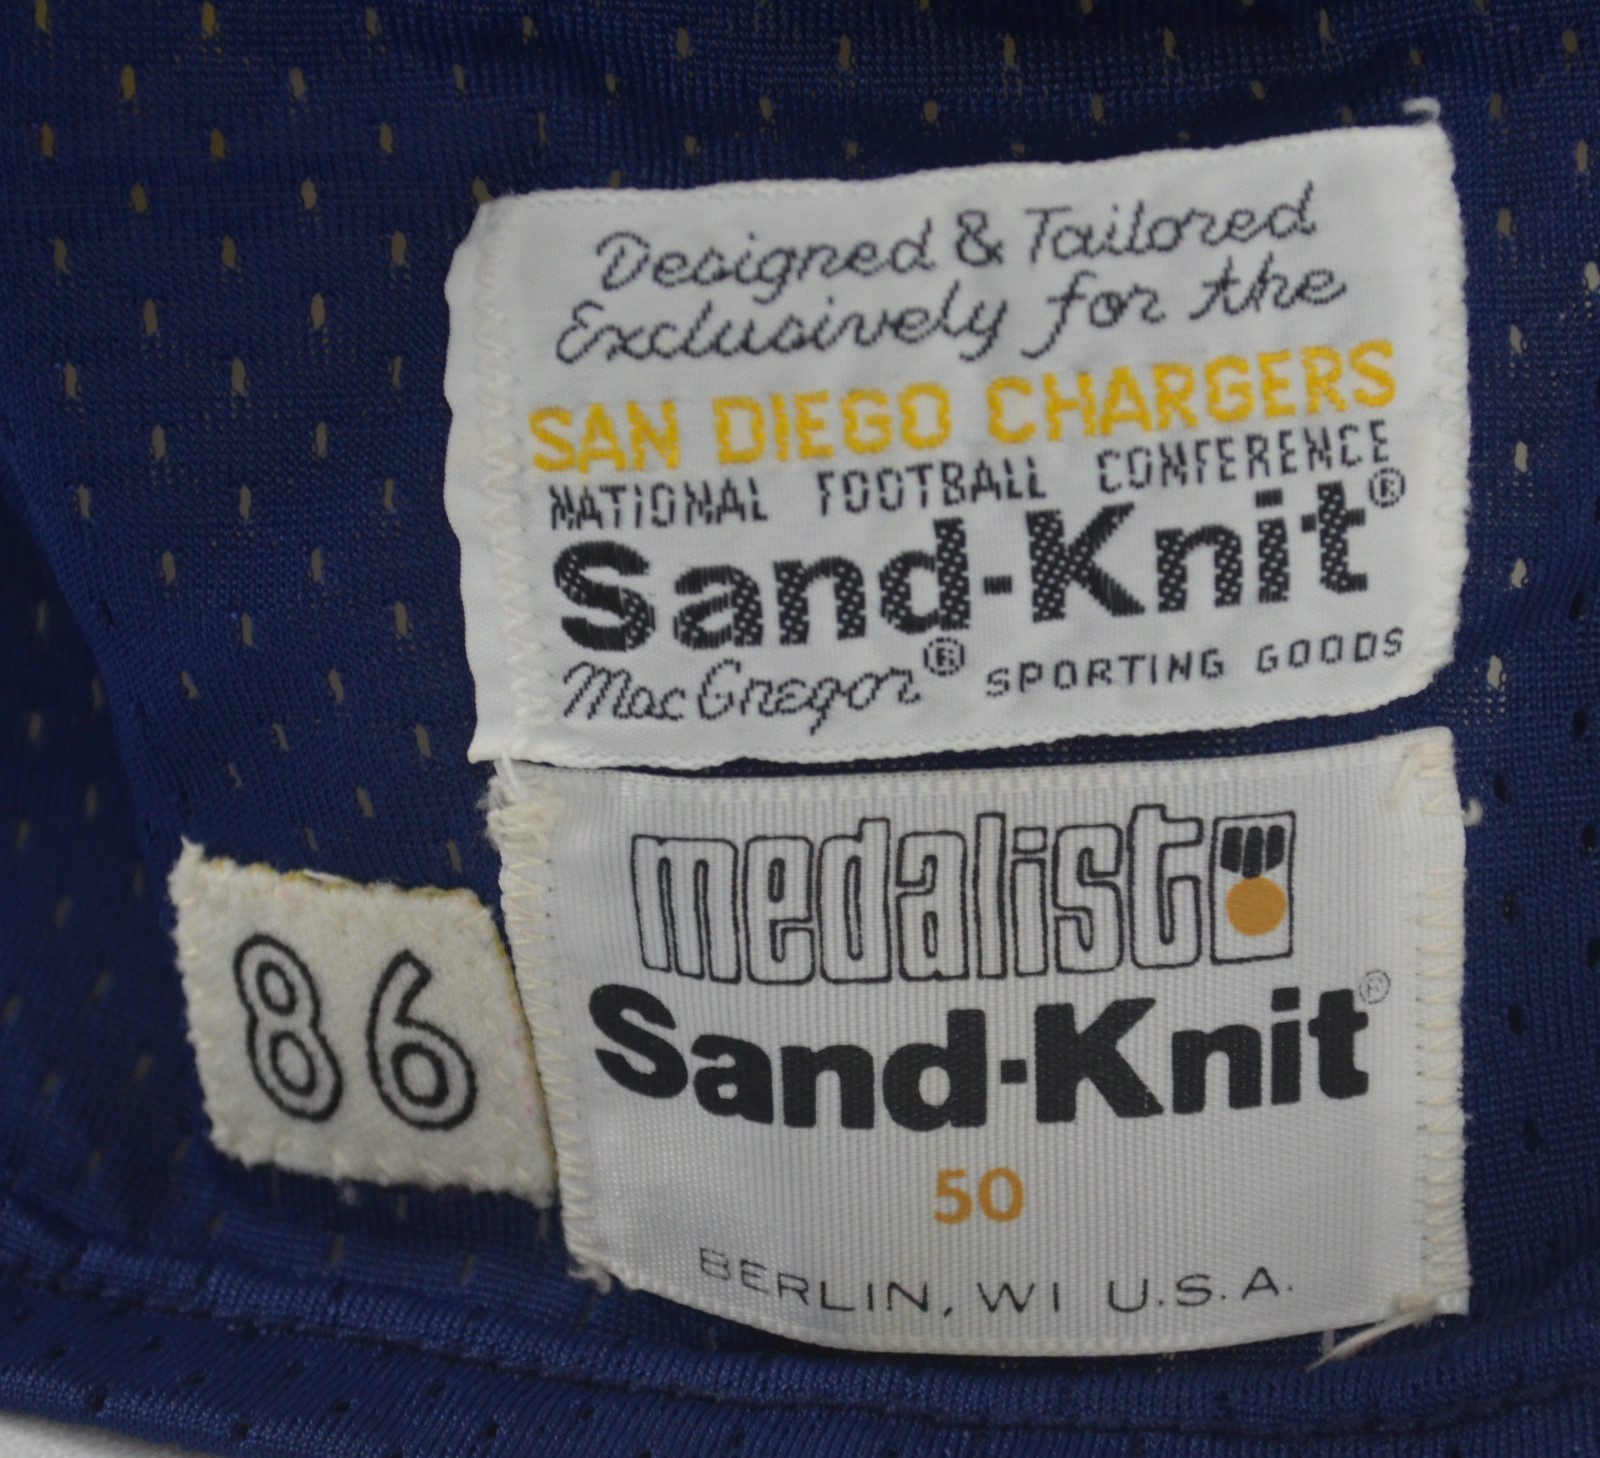 Designed & Tailored
Exclusively for the
SAN DIEGO CHARGERS
NATIONAL FOOTBALL CONFERENCE
Sand-Knit®
MacGregor® SPORTING GOODS
medalist
Sand-Knit®
50
BERLIN, WI U.S.A.
86